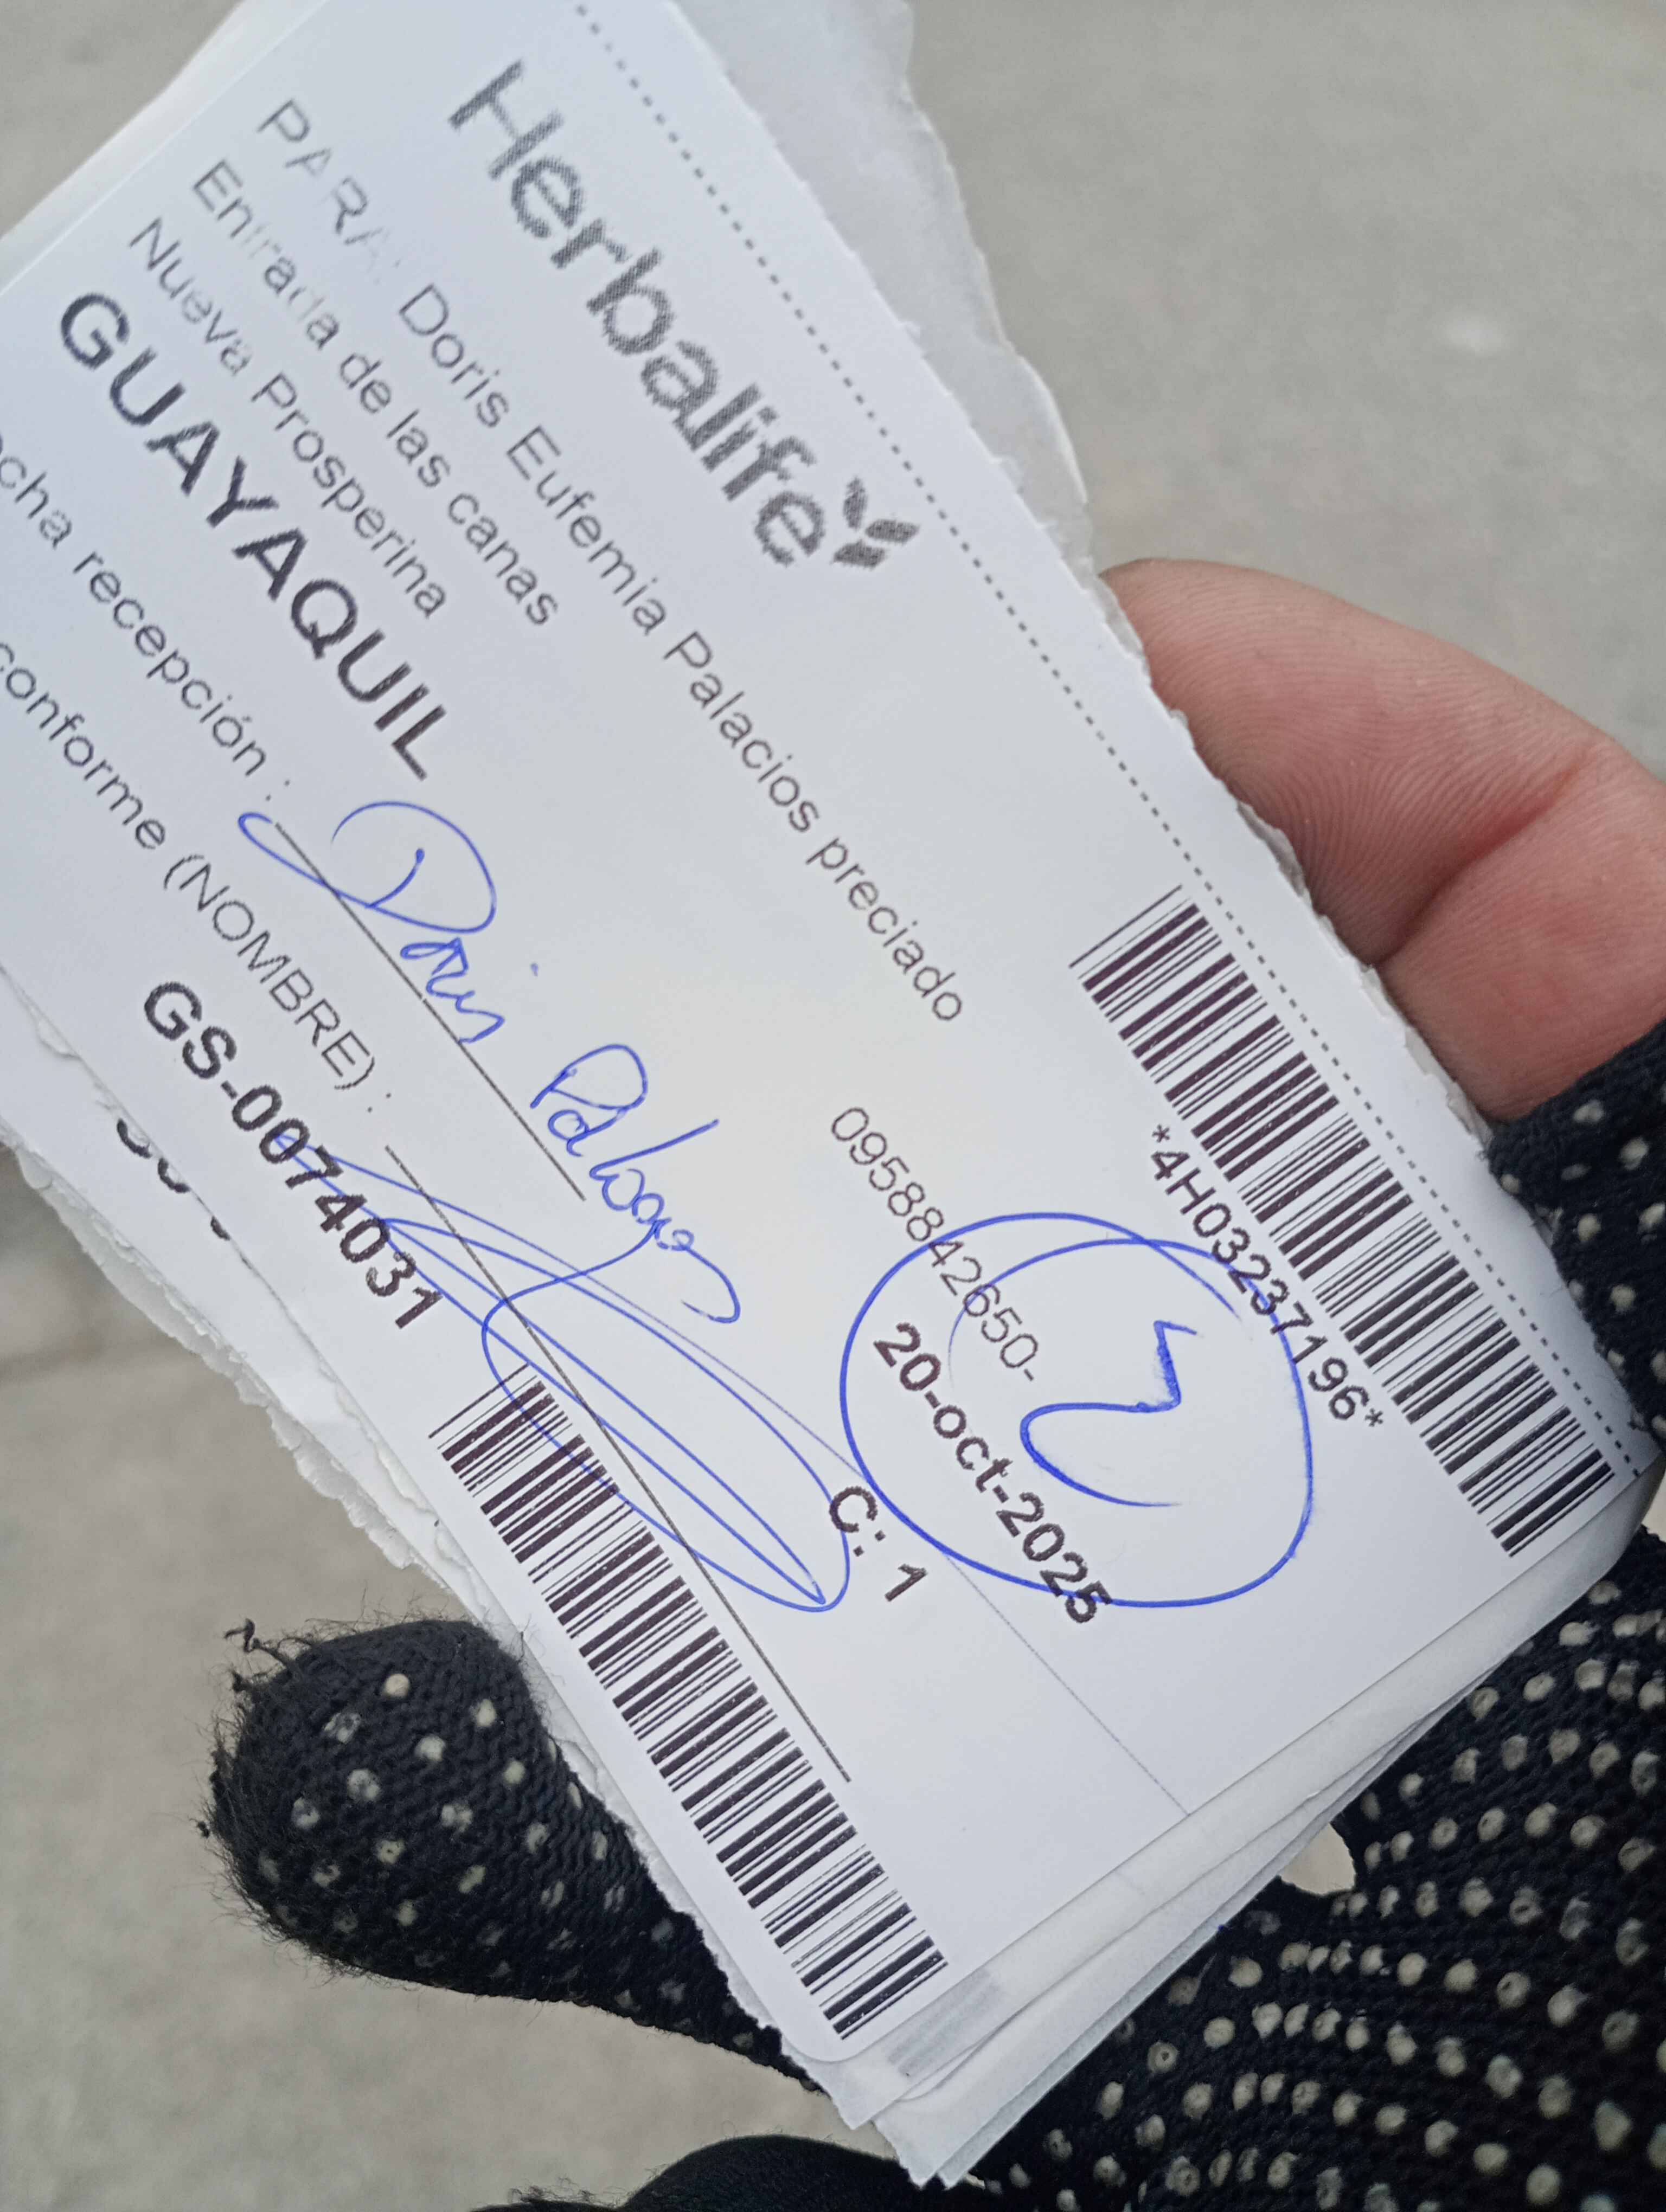 Herbalife
*4H03237196*
PARA: Doris Eufemia Palacios preciado
Entrada de las canas
0958842650-
Nueva Prosperina
20-oct-2025
GUAYAQUIL
C: 1
cha recepción :
Doris Palacios
conforme (NOMBRE) :
GS-0074031